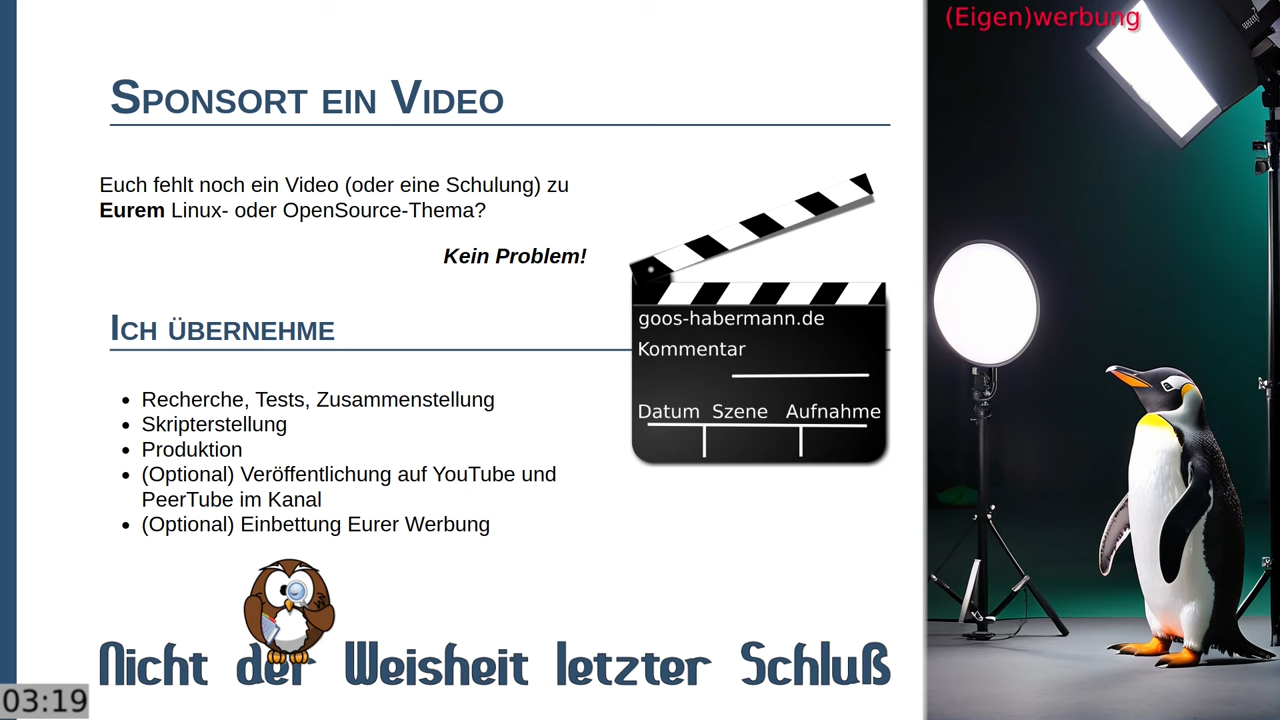 (Eigen)werbung
Sponsort ein Video
Euch fehlt noch ein Video (oder eine Schulung) zu
Eurem Linux- oder OpenSource-Thema?
Kein Problem!
Ich übernehme
goos-habermann.de
Kommentar
Datum Szene Aufnahme
• Recherche, Tests, Zusammenstellung
• Skripterstellung
• Produktion
• (Optional) Veröffentlichung auf YouTube und
PeerTube im Kanal
• (Optional) Einbettung Eurer Werbung
Nicht der Weisheit letzter Schluß
03:19